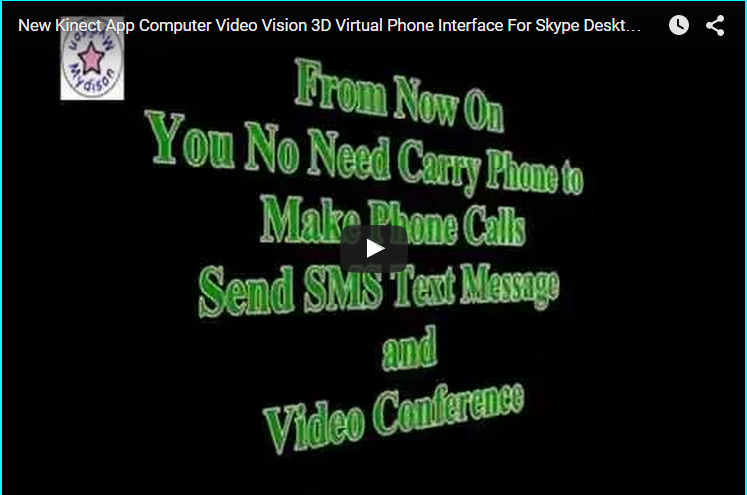 New Kinect App Computer Video Vision 3D Virtual Phone Interface For Skype Deskt…
Mydison
From Now On
You No Need Carry Phone to
Make Phone Calls
Send SMS Text Message
and
Video Conference